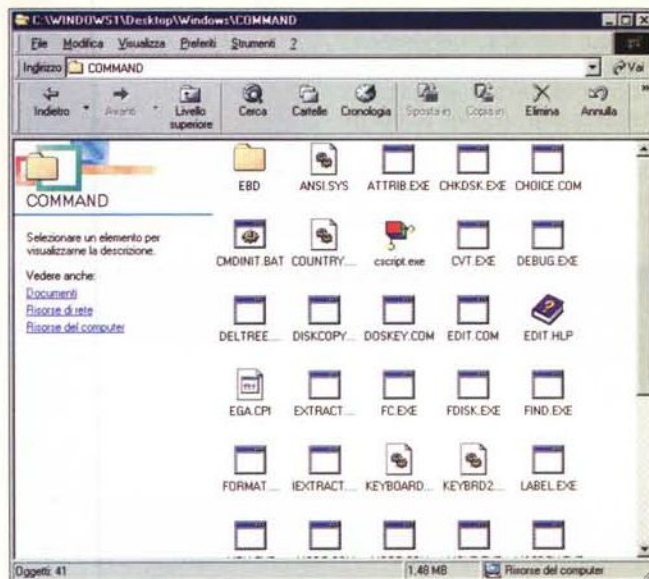 C:\WINDOWS1\Desktop\Windows\COMMAND
File Modifica Visualizza Preferiti Strumenti ?
Indirizzo COMMAND Vai
Indietro Avanti Livello superiore Cerca Cartelle Cronologia Sposta in Copia in Elimina Annulla »
COMMAND
Selezionare un elemento per
visualizzarne la descrizione.
Vedere anche:
Documenti
Risorse di rete
Risorse del computer
EBD ANSI.SYS ATTRIB.EXE CHKDSK.EXE CHOICE.COM
CMDINIT.BAT COUNTRY... cscript.exe CVT.EXE DEBUG.EXE
DELTREE... DISKCOPY... DOSKEY.COM EDIT.COM EDIT.HLP
EGA.CPI EXTRACT... FC.EXE FDISK.EXE FIND.EXE
FORMAT... IEXTRACT... KEYBOARD... KEYBRD2... LABEL.EXE
Oggetti: 41 1,48 MB Risorse del computer